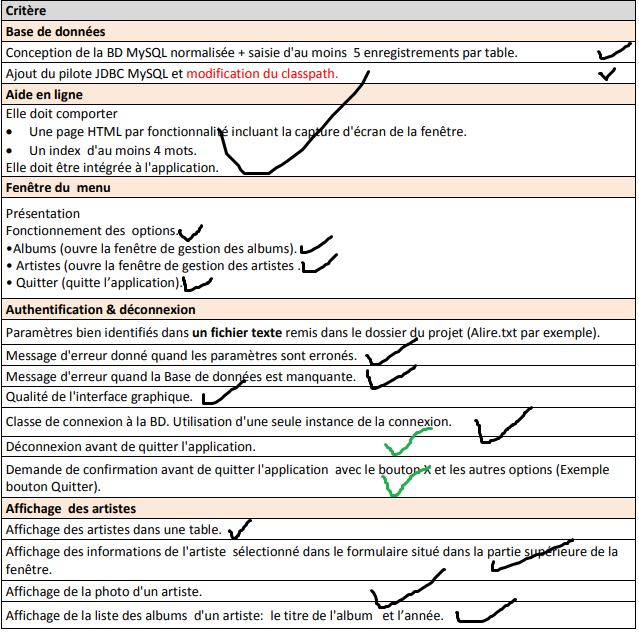 Critère
Base de données
Conception de la BD MySQL normalisée + saisie d'au moins 5 enregistrements par table.
Ajout du pilote JDBC MySQL et modification du classpath.
Aide en ligne
Elle doit comporter
• Une page HTML par fonctionnalité incluant la capture d'écran de la fenêtre.
• Un index d'au moins 4 mots.
Elle doit être intégrée à l'application.
Fenêtre du menu
Présentation
Fonctionnement des options.
•Albums (ouvre la fenêtre de gestion des albums).
• Artistes (ouvre la fenêtre de gestion des artistes .
• Quitter (quitte l’application).
Authentification & déconnexion
Paramètres bien identifiés dans un fichier texte remis dans le dossier du projet (Alire.txt par exemple).
Message d'erreur donné quand les paramètres sont erronés.
Message d'erreur quand la Base de données est manquante.
Qualité de l'interface graphique.
Classe de connexion à la BD. Utilisation d'une seule instance de la connexion.
Déconnexion avant de quitter l'application.
Demande de confirmation avant de quitter l'application avec le bouton X et les autres options (Exemple
bouton Quitter).
Affichage des artistes
Affichage des artistes dans une table.
Affichage des informations de l'artiste sélectionné dans le formulaire situé dans la partie supérieure de la
fenêtre.
Affichage de la photo d'un artiste.
Affichage de la liste des albums d'un artiste: le titre de l'album et l’année.